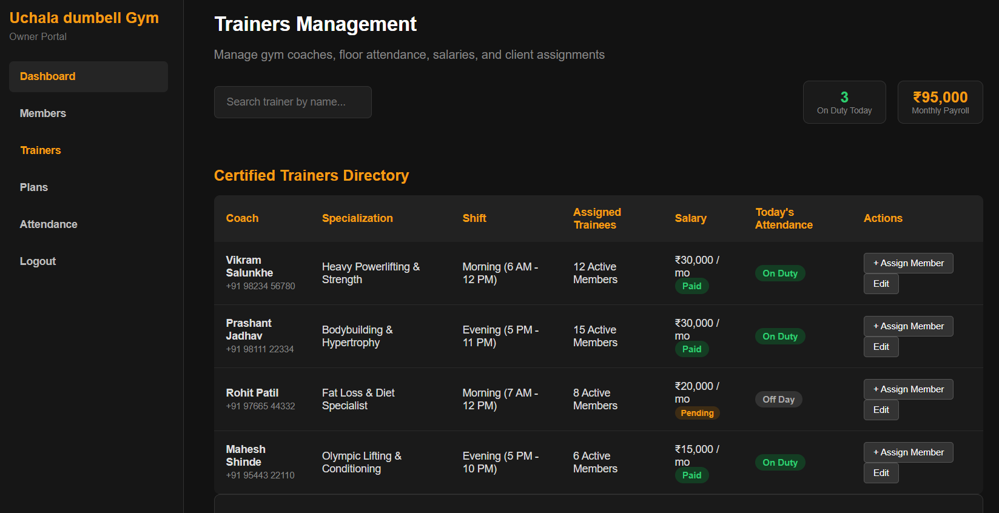 Uchala dumbell Gym
Owner Portal
Dashboard
Members
Trainers
Plans
Attendance
Logout
Trainers Management
Manage gym coaches, floor attendance, salaries, and client assignments
Search trainer by name...
3
On Duty Today
₹95,000
Monthly Payroll
Certified Trainers Directory
Coach
Specialization
Shift
Assigned
Trainees
Salary
Today's
Attendance
Actions
Vikram
Salunkhe
+91 98234 56780
Heavy Powerlifting &
Strength
Morning (6 AM -
12 PM)
12 Active
Members
₹30,000 /
mo
Paid
On Duty
+ Assign Member
Edit
Prashant
Jadhav
+91 98111 22334
Bodybuilding &
Hypertrophy
Evening (5 PM -
11 PM)
15 Active
Members
₹30,000 /
mo
Paid
On Duty
+ Assign Member
Edit
Rohit Patil
+91 97665 44332
Fat Loss & Diet
Specialist
Morning (7 AM -
12 PM)
8 Active
Members
₹20,000 /
mo
Pending
Off Day
+ Assign Member
Edit
Mahesh
Shinde
+91 95443 22110
Olympic Lifting &
Conditioning
Evening (5 PM -
10 PM)
6 Active
Members
₹15,000 /
mo
Paid
On Duty
+ Assign Member
Edit